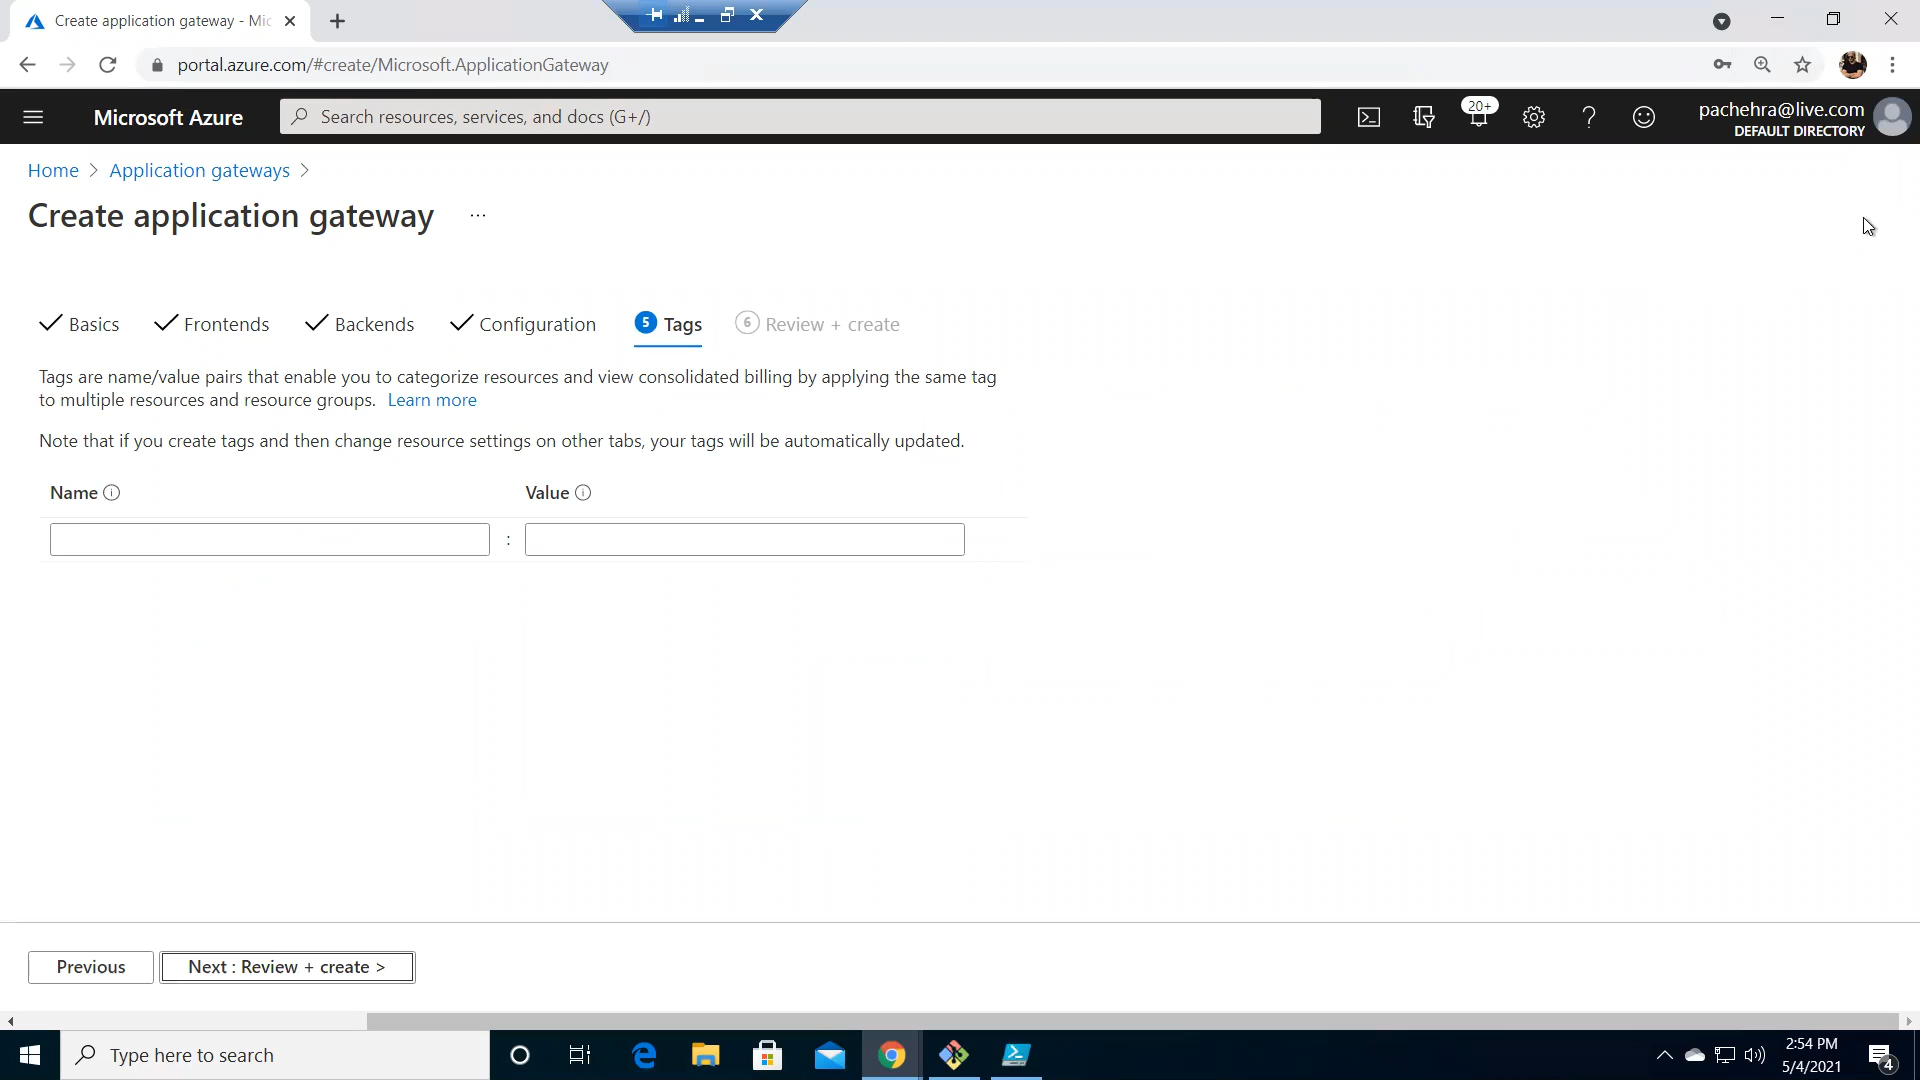 Create application gateway - Mic
portal.azure.com/#create/Microsoft.ApplicationGateway
Microsoft Azure
Search resources, services, and docs (G+/)
20+
pachehra@live.com
DEFAULT DIRECTORY
Home > Application gateways >
Create application gateway ...
Basics
Frontends
Backends
Configuration
5 Tags
6 Review + create
Tags are name/value pairs that enable you to categorize resources and view consolidated billing by applying the same tag
to multiple resources and resource groups. Learn more
Note that if you create tags and then change resource settings on other tabs, your tags will be automatically updated.
Name
Value
:
Previous
Next : Review + create >
Type here to search
2:54 PM
5/4/2021
4